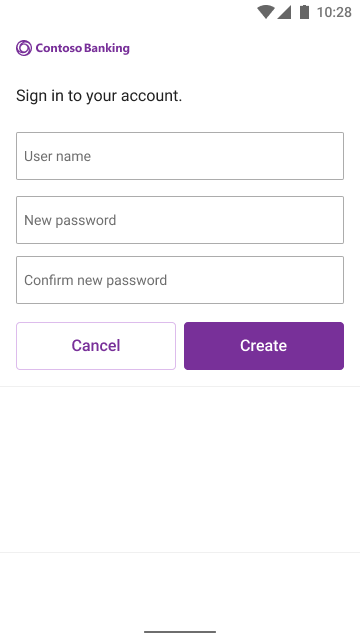 10:28
Contoso Banking
Sign in to your account.
User name
New password
Confirm new password
Cancel
Create